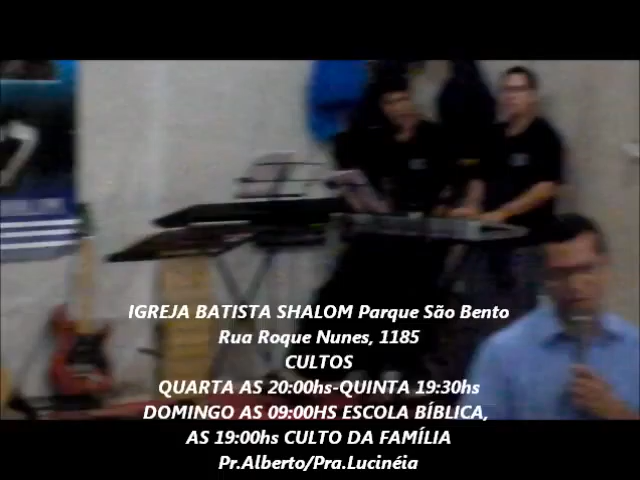 IGREJA BATISTA SHALOM Parque São Bento
Rua Roque Nunes, 1185
CULTOS
QUARTA AS 20:00hs-QUINTA 19:30hs
DOMINGO AS 09:00HS ESCOLA BÍBLICA,
AS 19:00hs CULTO DA FAMÍLIA
Pr.Alberto/Pra.Lucinéia